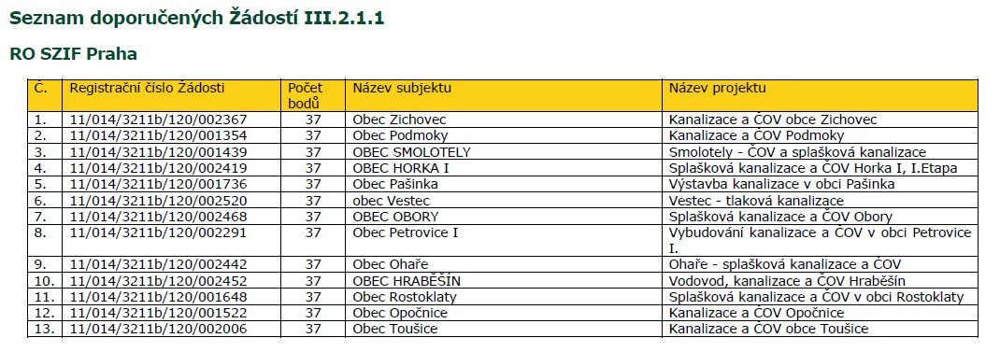 Seznam doporučených Žádostí III.2.1.1
RO SZIF Praha
Č. Registrační číslo Žádosti Počet bodů Název subjektu Název projektu
1. 11/014/3211b/120/002367 37 Obec Zichovec Kanalizace a ČOV obce Zichovec
2. 11/014/3211b/120/001354 37 Obec Podmoky Kanalizace a ČOV Podmoky
3. 11/014/3211b/120/001439 37 OBEC SMOLOTELY Smolotely - ČOV a splašková kanalizace
4. 11/014/3211b/120/002419 37 OBEC HORKA I Splašková kanalizace a ČOV Horka I, I.Etapa
5. 11/014/3211b/120/001736 37 Obec Pašinka Výstavba kanalizace v obci Pašinka
6. 11/014/3211b/120/002520 37 obec Vestec Vestec - tlaková kanalizace
7. 11/014/3211b/120/002468 37 OBEC OBORY Splašková kanalizace a ČOV Obory
8. 11/014/3211b/120/002291 37 Obec Petrovice I Vybudování kanalizace a ČOV v obci Petrovice
I.
9. 11/014/3211b/120/002442 37 Obec Ohaře Ohaře - splašková kanalizace a ČOV
10. 11/014/3211b/120/002452 37 OBEC HRABĚŠÍN Vodovod, kanalizace a ČOV Hraběšín
11. 11/014/3211b/120/001648 37 Obec Rostoklaty Splašková kanalizace a ČOV v obci Rostoklaty
12. 11/014/3211b/120/001522 37 Obec Opočnice Kanalizace a ČOV Opočnice
13. 11/014/3211b/120/002006 37 Obec Toušice Kanalizace a ČOV obce Toušice